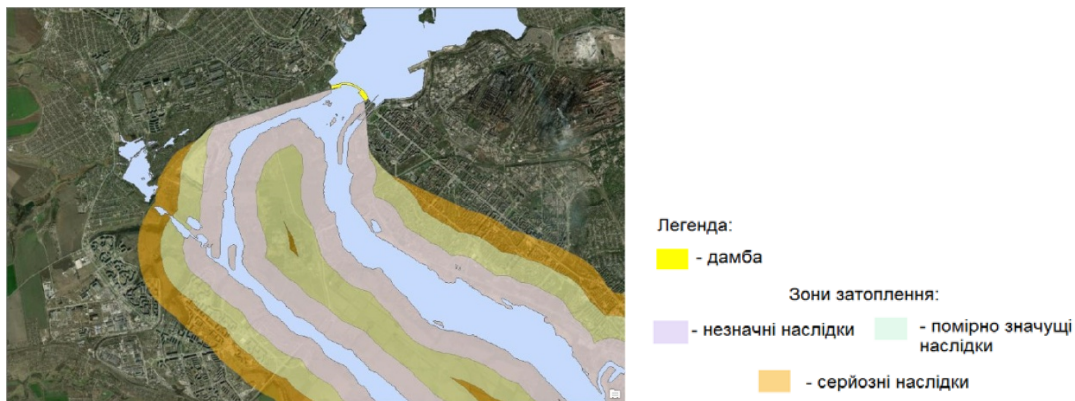 Легенда:
- дамба
Зони затоплення:
- незначні наслідки
- помірно значущі
наслідки
- серйозні наслідки